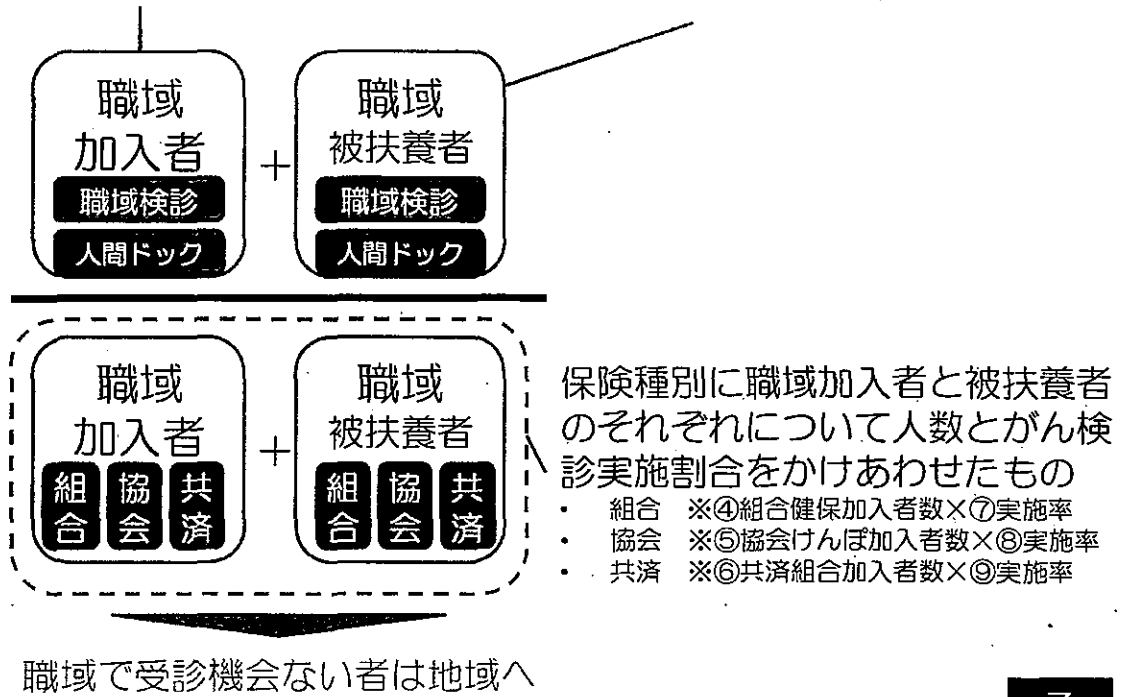 職域
加入者
職域検診
人間ドック
+
職域
被扶養者
職域検診
人間ドック
職域
加入者
組合 協会 共済
+
職域
被扶養者
組合 協会 共済
保険種別に職域加入者と被扶養者
のそれぞれについて人数とがん検
診実施割合をかけあわせたもの
・ 組合 ※④組合健保加入者数×⑦実施率
・ 協会 ※⑤協会けんぽ加入者数×⑧実施率
・ 共済 ※⑥共済組合加入者数×⑨実施率
職域で受診機会ない者は地域へ